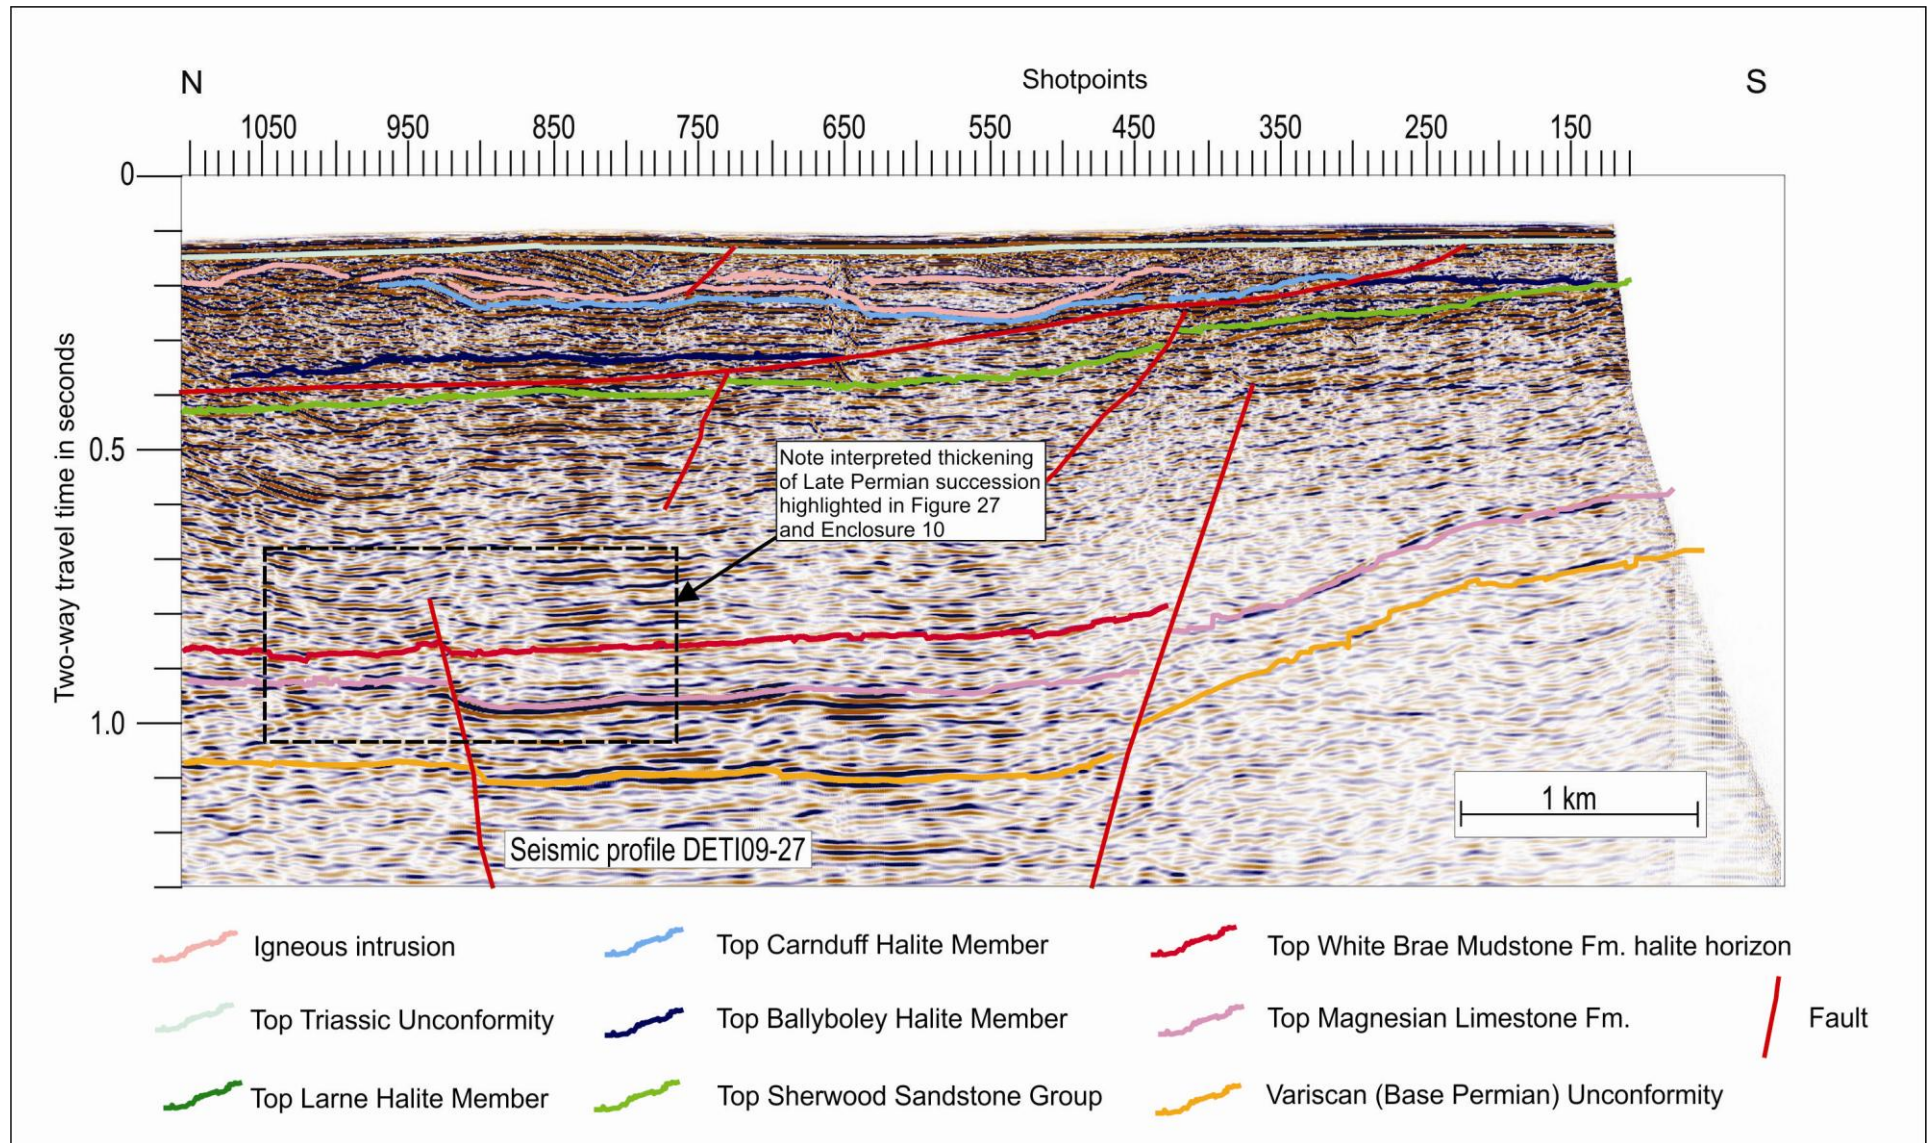 N
Shotpoints
S
1050 950 850 750 650 550 450 350 250 150
0
0.5
1.0
Two-way travel time in seconds
Note interpreted thickening
of Late Permian succession
highlighted in Figure 27
and Enclosure 10
1 km
Seismic profile DETI09-27
Igneous intrusion
Top Carnduff Halite Member
Top White Brae Mudstone Fm. halite horizon
Top Triassic Unconformity
Top Ballyboley Halite Member
Top Magnesian Limestone Fm.
Fault
Top Larne Halite Member
Top Sherwood Sandstone Group
Variscan (Base Permian) Unconformity